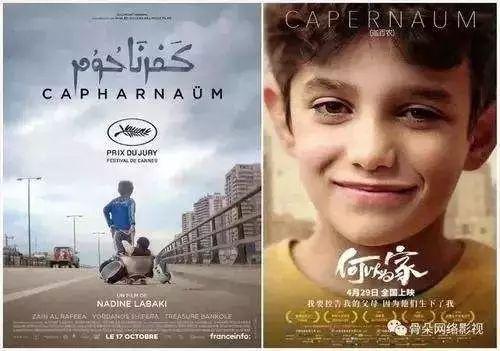 كفرناحوم
CAPHARNAÜM
PRIX DU JURY
FESTIVAL DE CANNES
UN FILM DE
NADINE LABAKI
ZAIN AL RAFEEA
YORDANOS SHIFERA
TREASURE BANKOLE
LE 17 OCTOBRE
franceinfo:
CAPERNAUM
(迦百农)
何以为家
4月29日 全国上映
我要控告我的父母 因为他们生下了我
骨朵网络影视